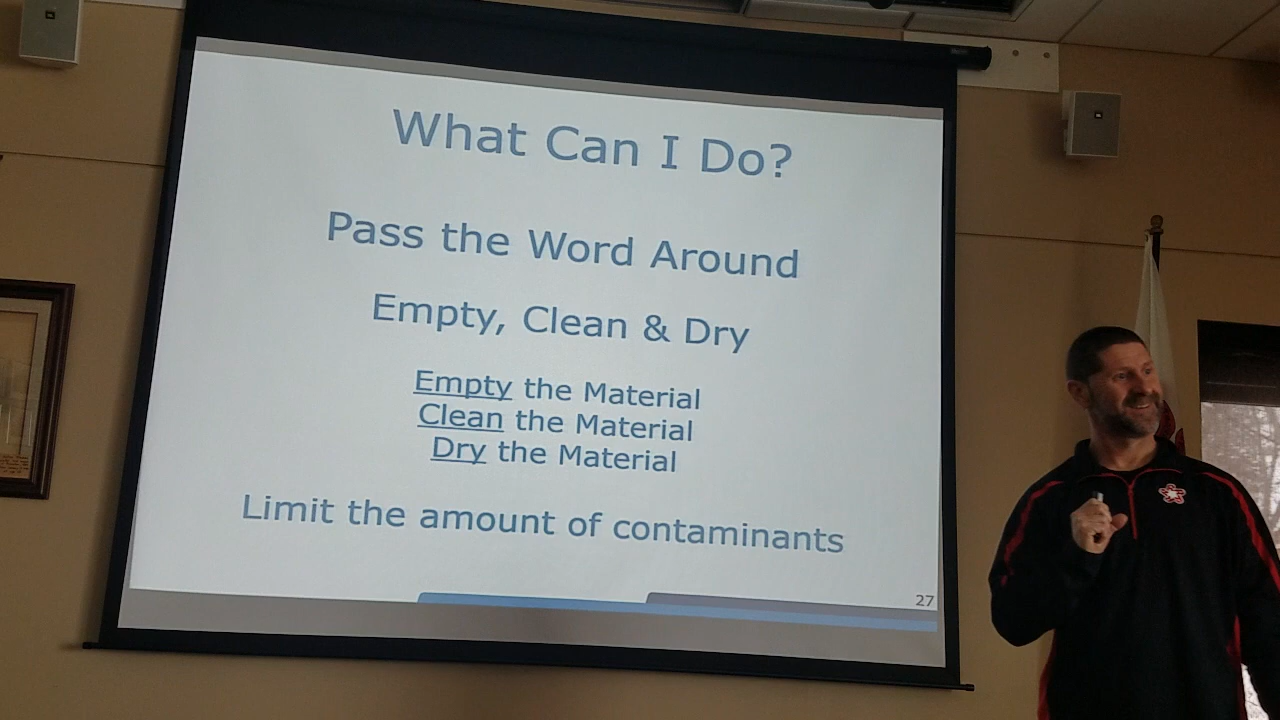 What Can I Do?
Pass the Word Around
Empty, Clean & Dry
Empty the Material
Clean the Material
Dry the Material
Limit the amount of contaminants
27